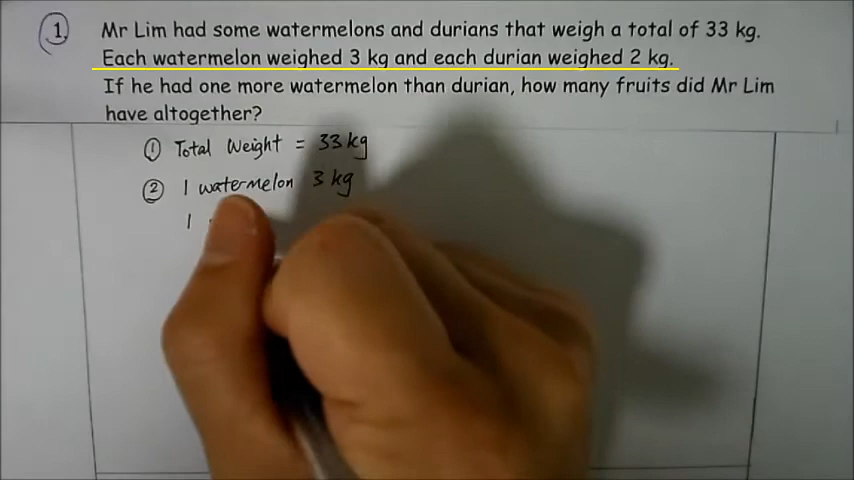 1. Mr Lim had some watermelons and durians that weigh a total of 33 kg.
Each watermelon weighed 3 kg and each durian weighed 2 kg.
If he had one more watermelon than durian, how many fruits did Mr Lim
have altogether?
① Total Weight = 33 kg
② 1 watermelon 3 kg
1